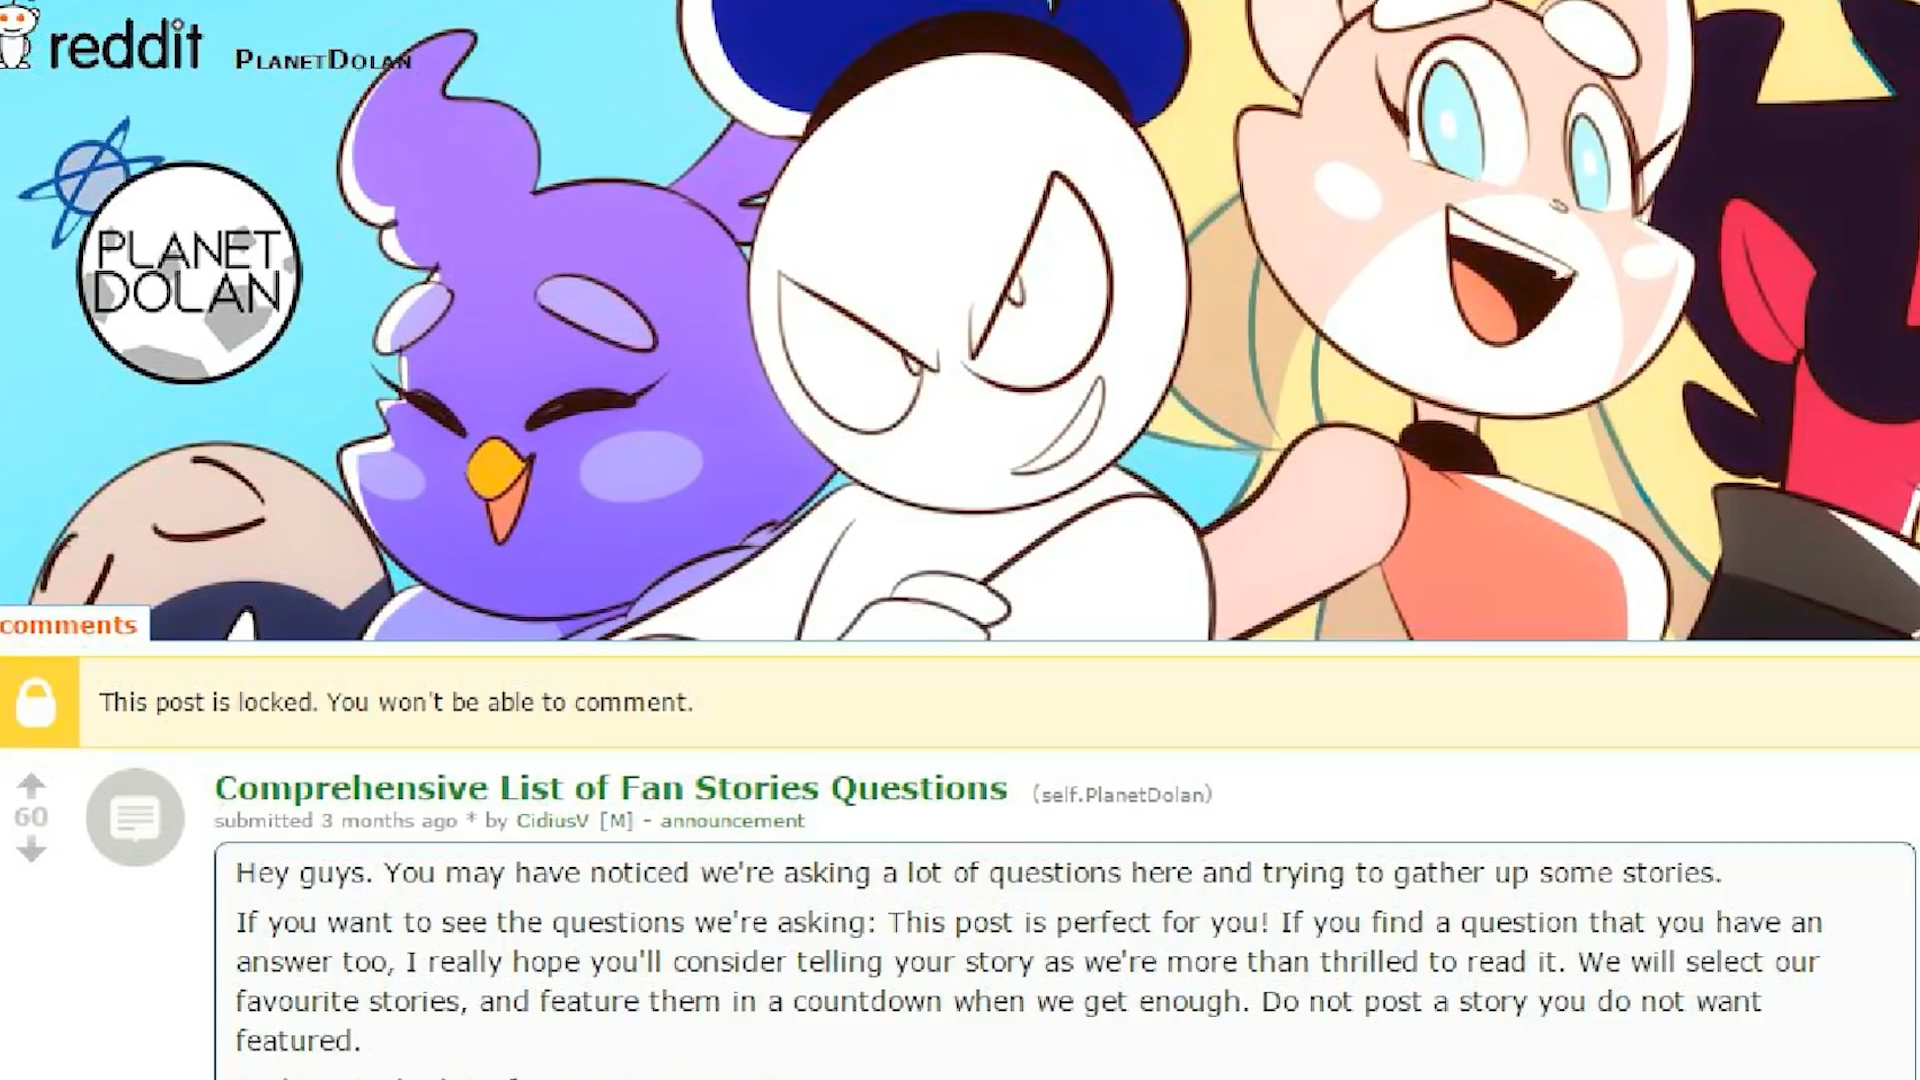 reddit PLANETDOLAN
PLANET
DOLAN
comments
This post is locked. You won't be able to comment.
60
Comprehensive List of Fan Stories Questions (self.PlanetDolan)
submitted 3 months ago * by CidiusV [M] - announcement
Hey guys. You may have noticed we're asking a lot of questions here and trying to gather up some stories.
If you want to see the questions we're asking: This post is perfect for you! If you find a question that you have an
answer too, I really hope you'll consider telling your story as we're more than thrilled to read it. We will select our
favourite stories, and feature them in a countdown when we get enough. Do not post a story you do not want
featured.